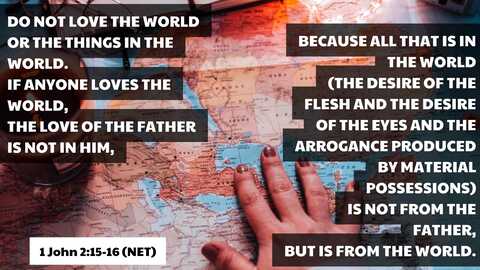 DO NOT LOVE THE WORLD
OR THE THINGS IN THE
WORLD.
IF ANYONE LOVES THE
WORLD,
THE LOVE OF THE FATHER
IS NOT IN HIM,
BECAUSE ALL THAT IS IN
THE WORLD
(THE DESIRE OF THE
FLESH AND THE DESIRE
OF THE EYES AND THE
ARROGANCE PRODUCED
BY MATERIAL
POSSESSIONS)
IS NOT FROM THE
FATHER,
BUT IS FROM THE WORLD.
1 John 2:15-16 (NET)